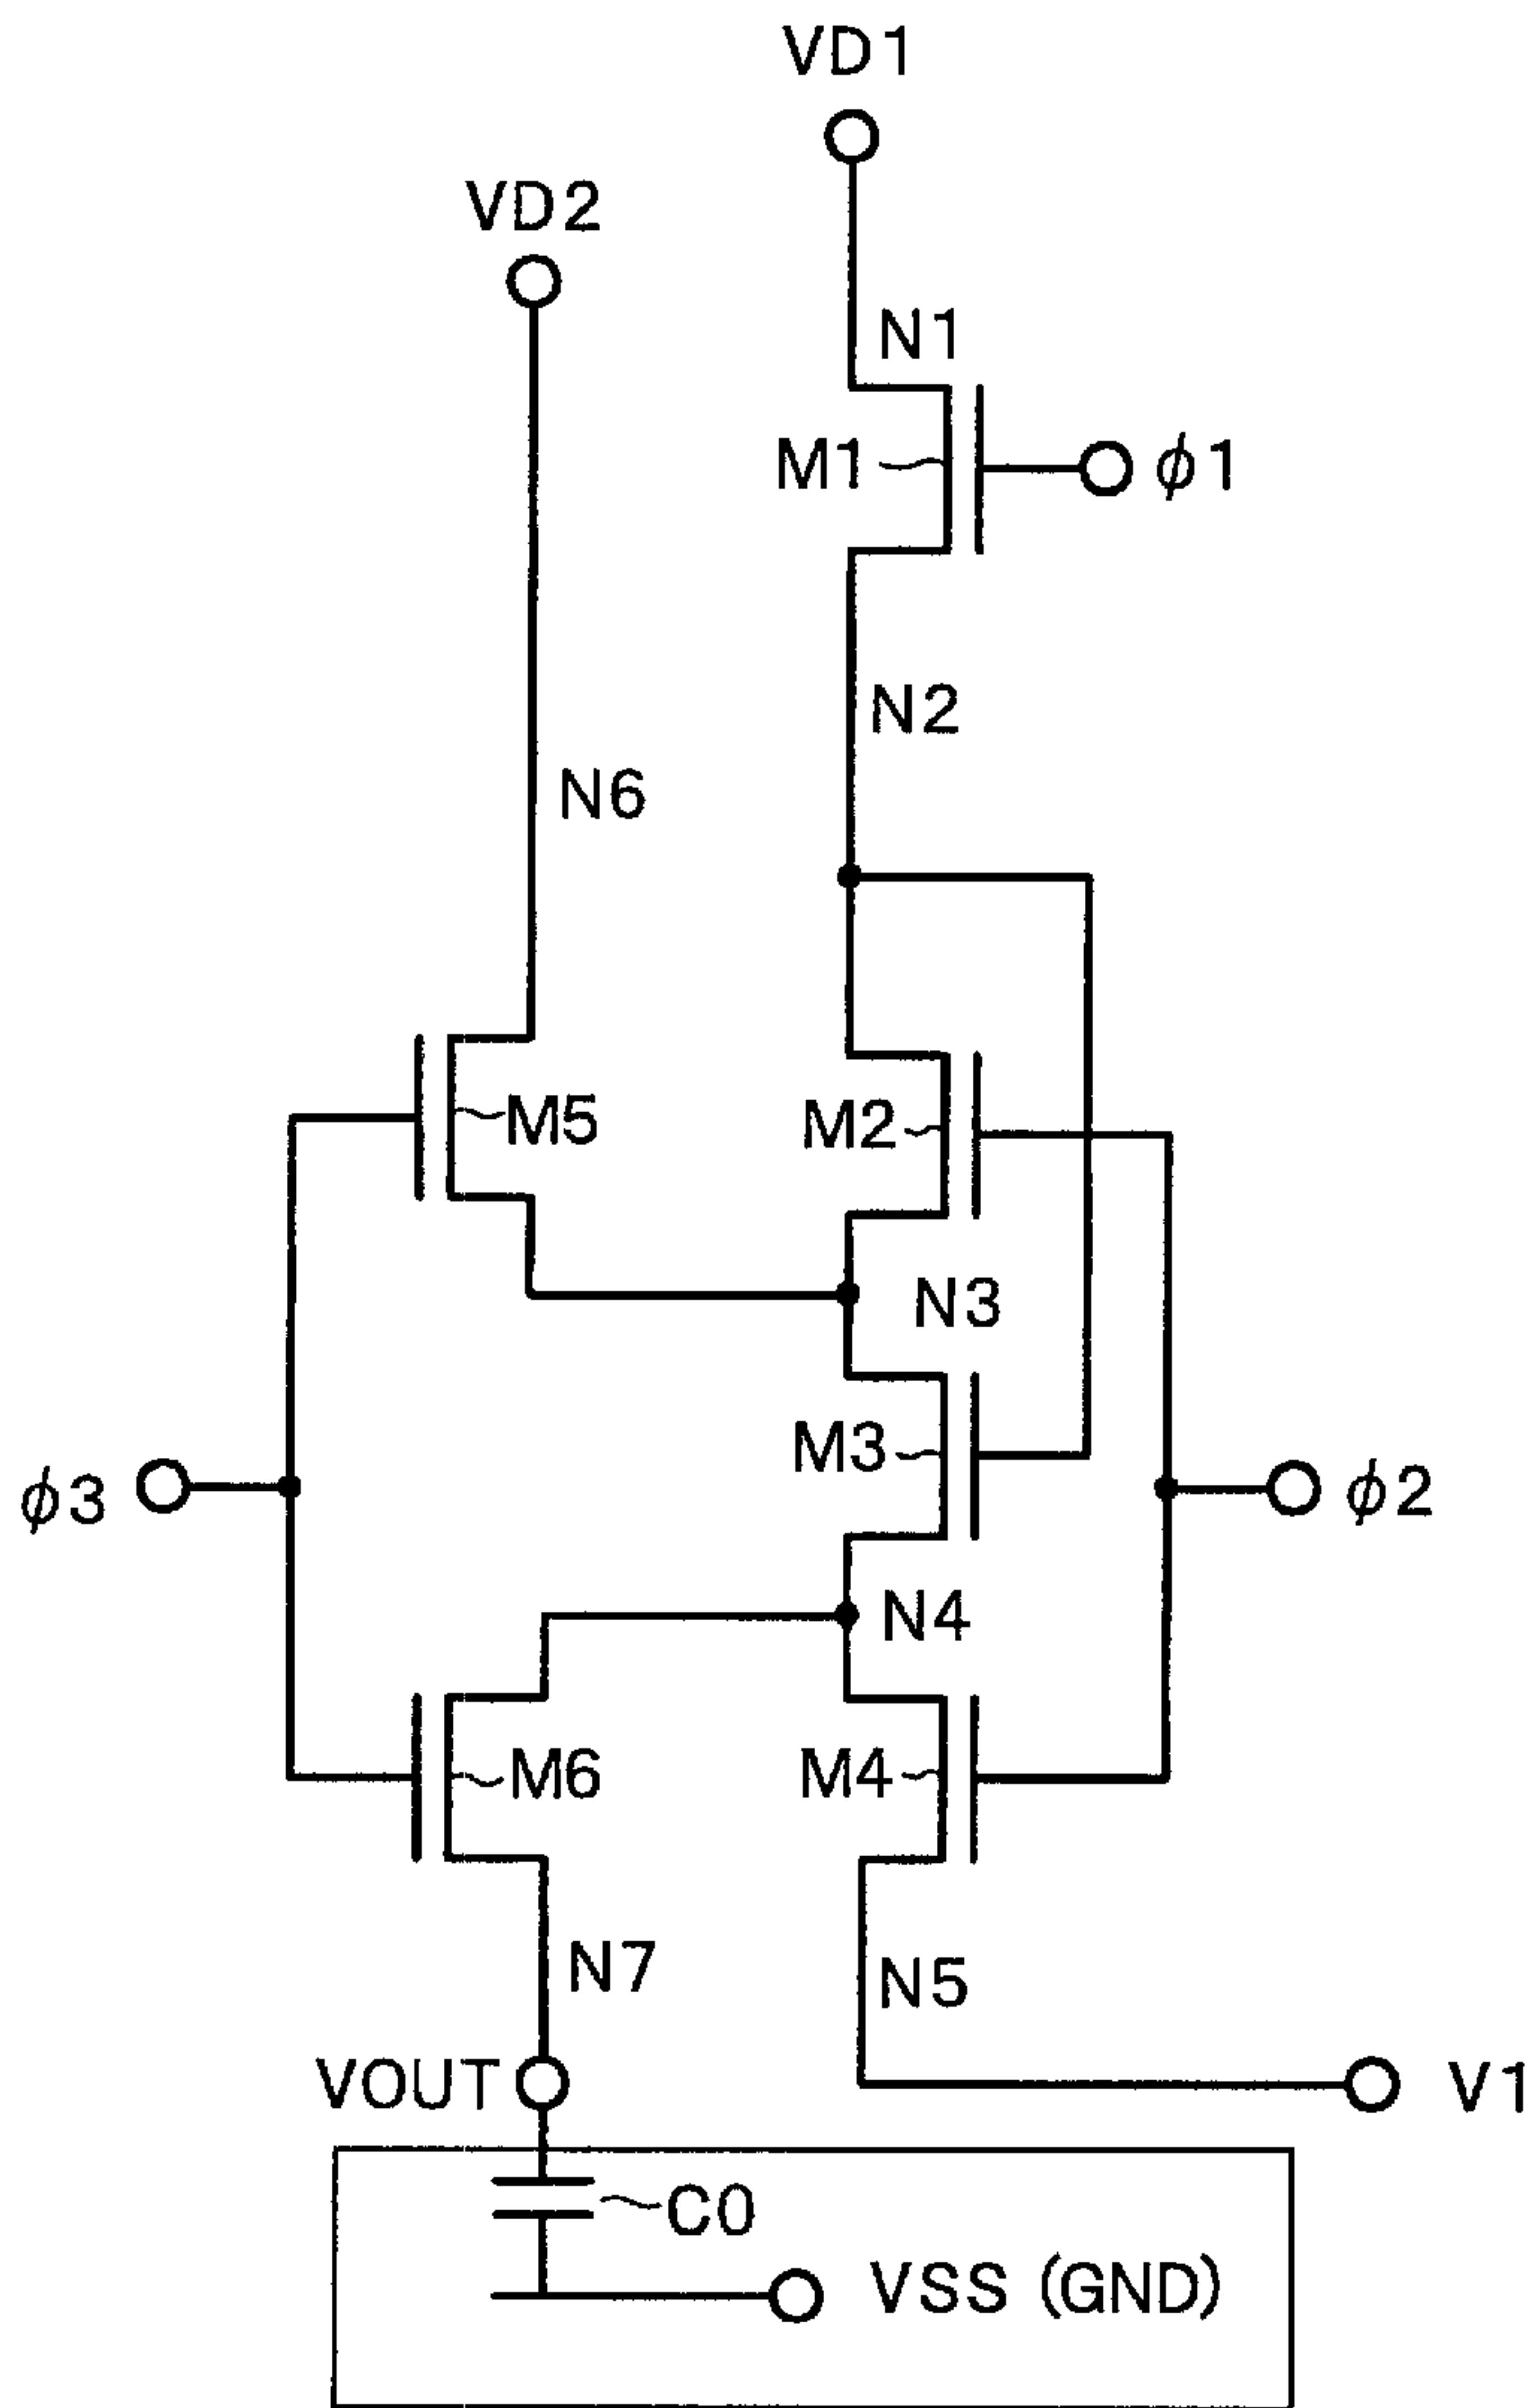 VD1
VD2
N1
M1
ϕ1
N2
N6
M5
M2
N3
M3
ϕ3
ϕ2
N4
M6
M4
N7
N5
VOUT
V1
C0
VSS (GND)